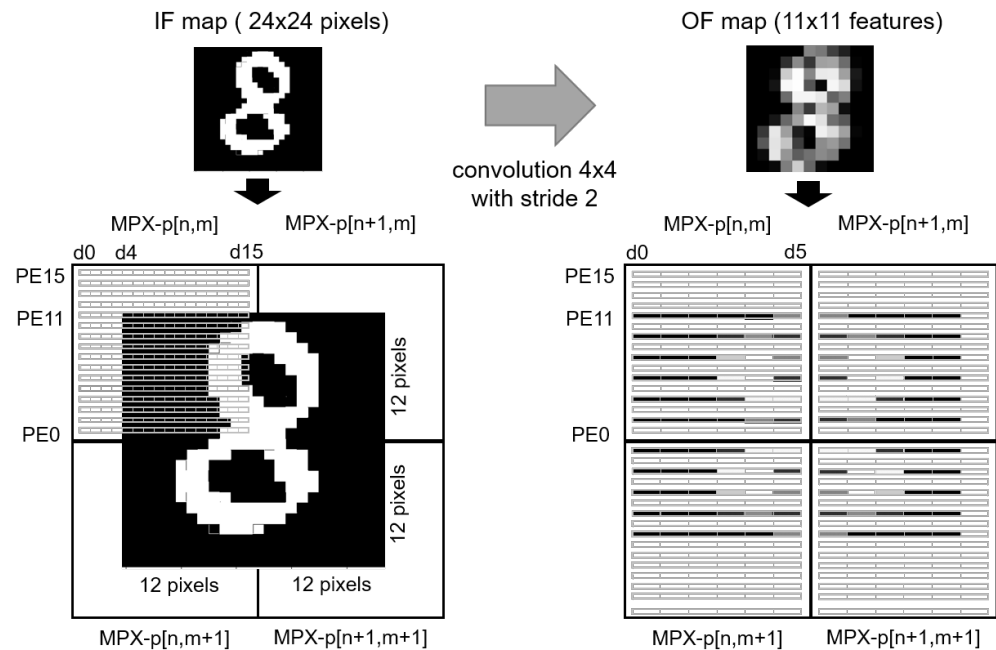 IF map ( 24x24 pixels)
OF map (11x11 features)
convolution 4x4
with stride 2
MPX-p[n,m]
MPX-p[n+1,m]
d0
d4
d15
PE15
PE11
PE0
12 pixels
12 pixels
12 pixels
12 pixels
MPX-p[n,m+1]
MPX-p[n+1,m+1]
MPX-p[n,m]
MPX-p[n+1,m]
d0
d5
PE15
PE11
PE0
MPX-p[n,m+1]
MPX-p[n+1,m+1]